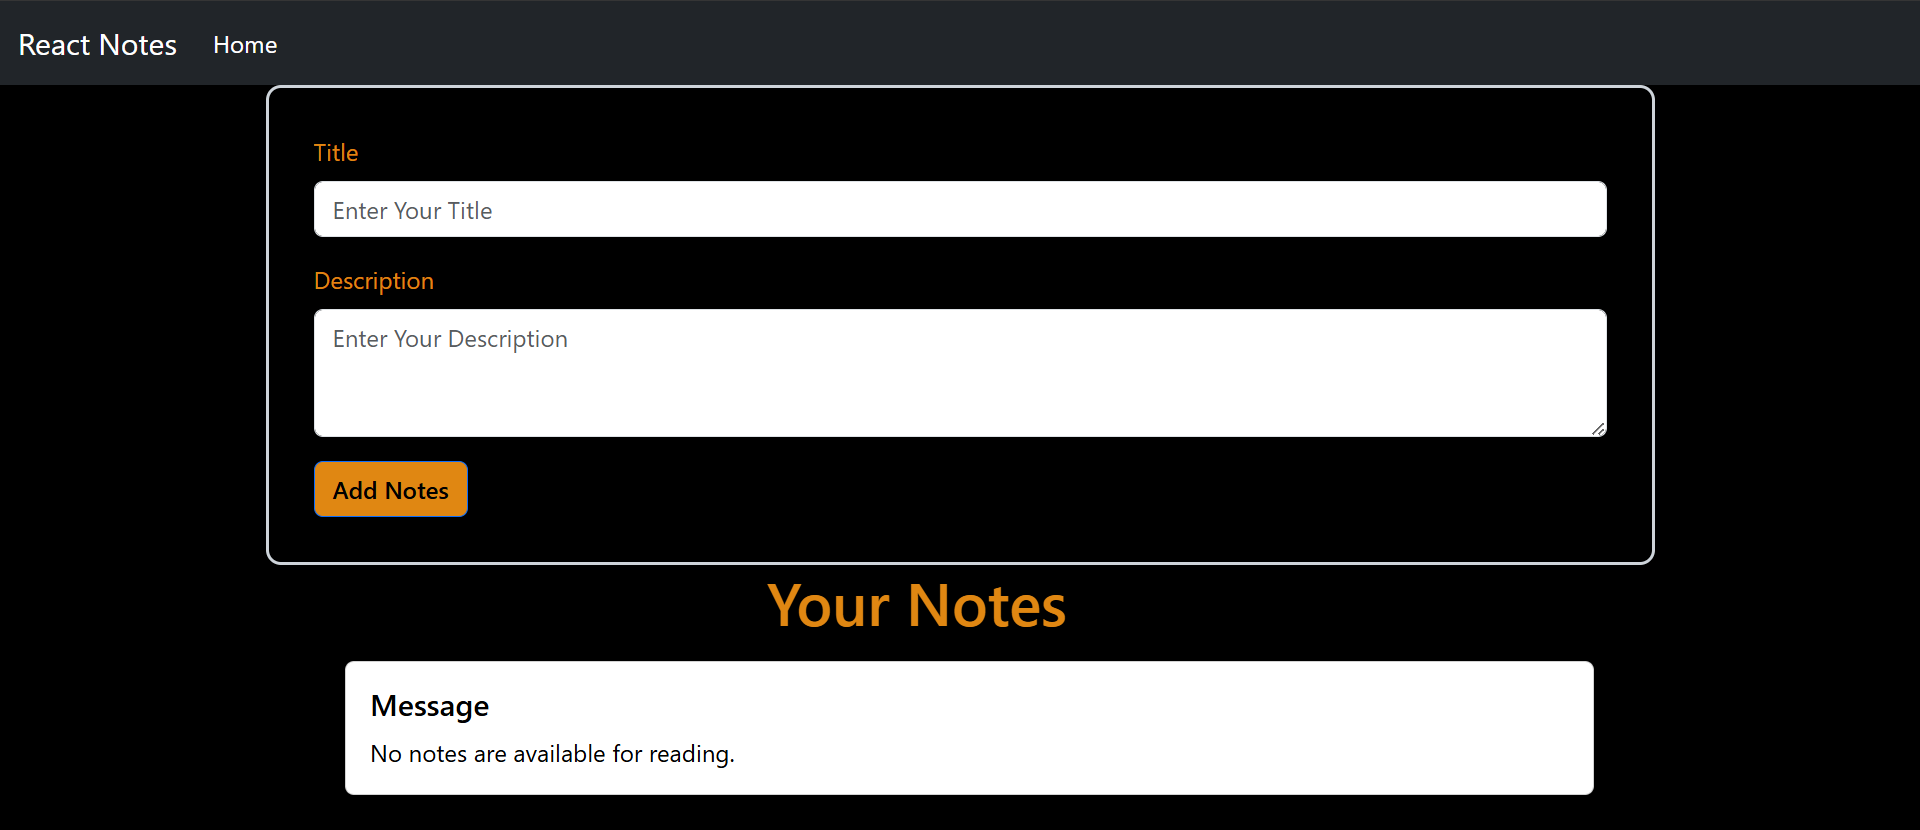 React Notes Home
Title
Enter Your Title
Description
Enter Your Description
Add Notes
Your Notes
Message
No notes are available for reading.